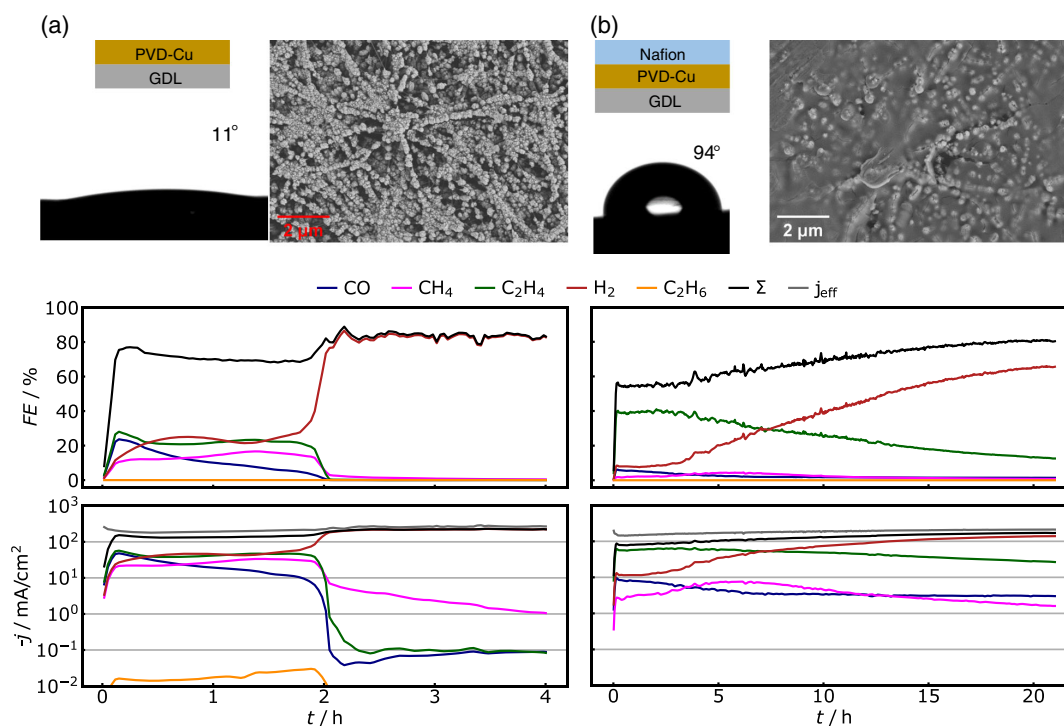 (a)
PVD-Cu
GDL
11°
2 µm
(b)
Nafion
PVD-Cu
GDL
94°
2 µm
CO CH₄ C₂H₄ H₂ C₂H₆ Σ j_eff
FE / %
100
80
60
40
20
0
-j / mA/cm²
10³
10²
10¹
10⁰
10⁻¹
10⁻²
0 1 2 3 4
t / h
0 5 10 15 20
t / h